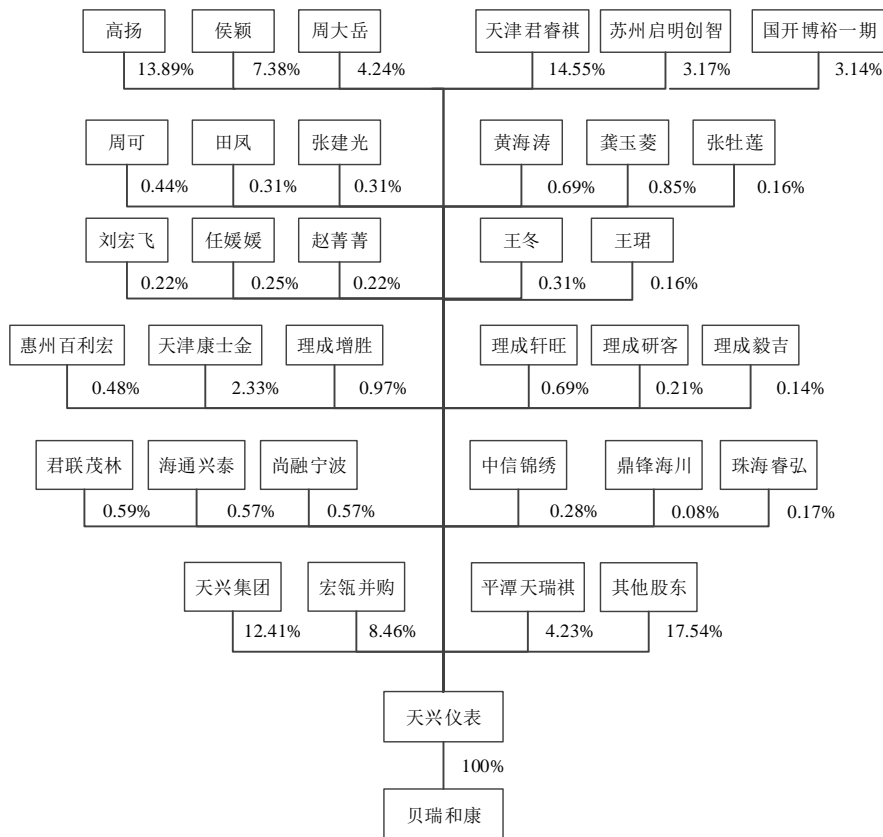 高扬 侯颖 周大岳 天津君睿祺 苏州启明创智 国开博裕一期
13.89% 7.38% 4.24% 14.55% 3.17% 3.14%
周可 田凤 张建光 黄海涛 龚玉菱 张牡莲
0.44% 0.31% 0.31% 0.69% 0.85% 0.16%
刘宏飞 任媛媛 赵菁菁 王冬 王珺
0.22% 0.25% 0.22% 0.31% 0.16%
惠州百利宏 天津康士金 理成增胜 理成轩旺 理成研客 理成毅吉
0.48% 2.33% 0.97% 0.69% 0.21% 0.14%
君联茂林 海通兴泰 尚融宁波 中信锦绣 鼎锋海川 珠海睿弘
0.59% 0.57% 0.57% 0.28% 0.08% 0.17%
天兴集团 宏瓴并购 平潭天瑞祺 其他股东
12.41% 8.46% 4.23% 17.54%
天兴仪表
100%
贝瑞和康